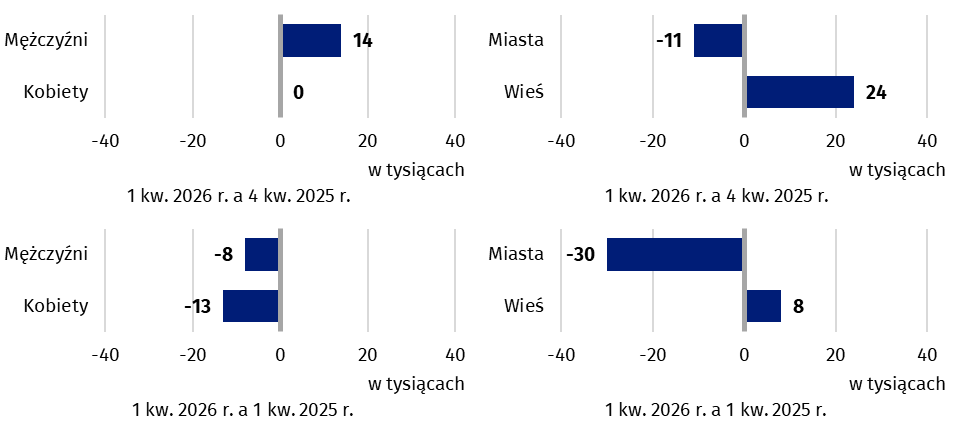 Mężczyźni 14
Kobiety 0
-40 -20 0 20 40
w tysiącach
1 kw. 2026 r. a 4 kw. 2025 r.
Miasta -11
Wieś 24
-40 -20 0 20 40
w tysiącach
1 kw. 2026 r. a 4 kw. 2025 r.
Mężczyźni -8
Kobiety -13
-40 -20 0 20 40
w tysiącach
1 kw. 2026 r. a 1 kw. 2025 r.
Miasta -30
Wieś 8
-40 -20 0 20 40
w tysiącach
1 kw. 2026 r. a 1 kw. 2025 r.